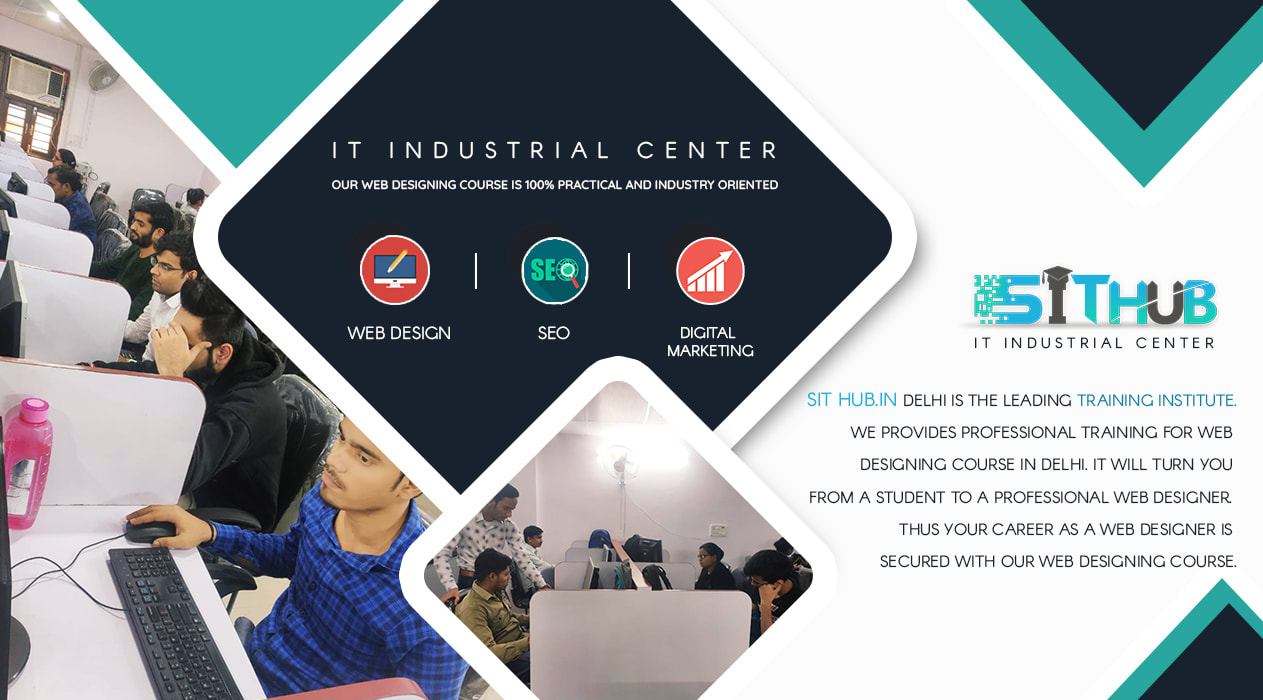 IT INDUSTRIAL CENTER
OUR WEB DESIGNING COURSE IS 100% PRACTICAL AND INDUSTRY ORIENTED
SEO
WEB DESIGN
SEO
DIGITAL
MARKETING
SITHUB
IT INDUSTRIAL CENTER
SIT HUB.IN DELHI IS THE LEADING TRAINING INSTITUTE.
WE PROVIDES PROFESSIONAL TRAINING FOR WEB
DESIGNING COURSE IN DELHI. IT WILL TURN YOU
FROM A STUDENT TO A PROFESSIONAL WEB DESIGNER.
THUS YOUR CAREER AS A WEB DESIGNER IS
SECURED WITH OUR WEB DESIGNING COURSE.